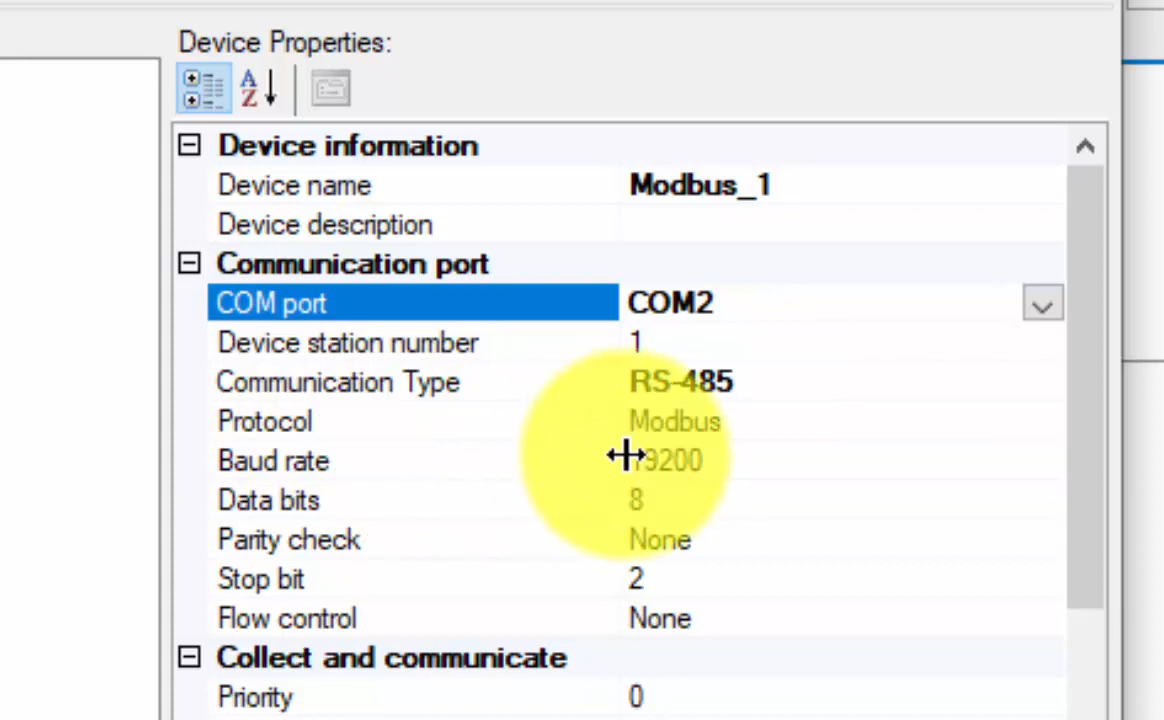 Device Properties:
Device information
Device name Modbus_1
Device description
Communication port
COM port COM2
Device station number 1
Communication Type RS-485
Protocol Modbus
Baud rate 19200
Data bits 8
Parity check None
Stop bit 2
Flow control None
Collect and communicate
Priority 0